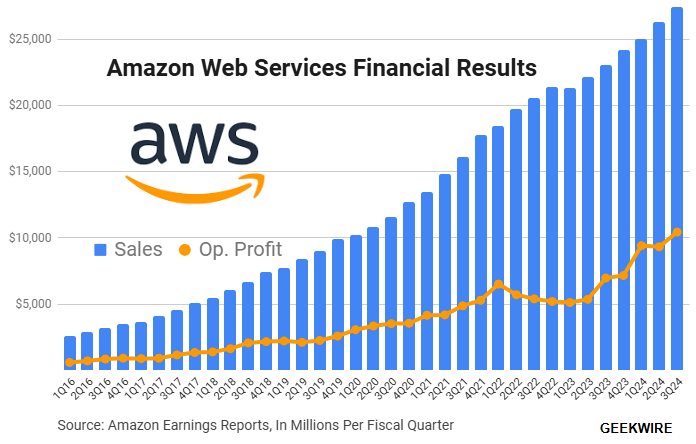 $25,000
Amazon Web Services Financial Results
$20,000
aws
$15,000
$10,000
Sales
Op. Profit
$5,000
1Q16
2Q16
3Q16
4Q16
1Q17
2Q17
3Q17
4Q17
1Q18
2Q18
3Q18
4Q18
1Q19
2Q19
3Q19
4Q19
1Q20
2Q20
3Q20
4Q20
1Q21
2Q21
3Q21
4Q21
1Q22
2Q22
3Q22
4Q22
1Q23
2Q23
3Q23
4Q23
1Q24
2Q24
3Q24
Source: Amazon Earnings Reports, In Millions Per Fiscal Quarter
GEEKWIRE